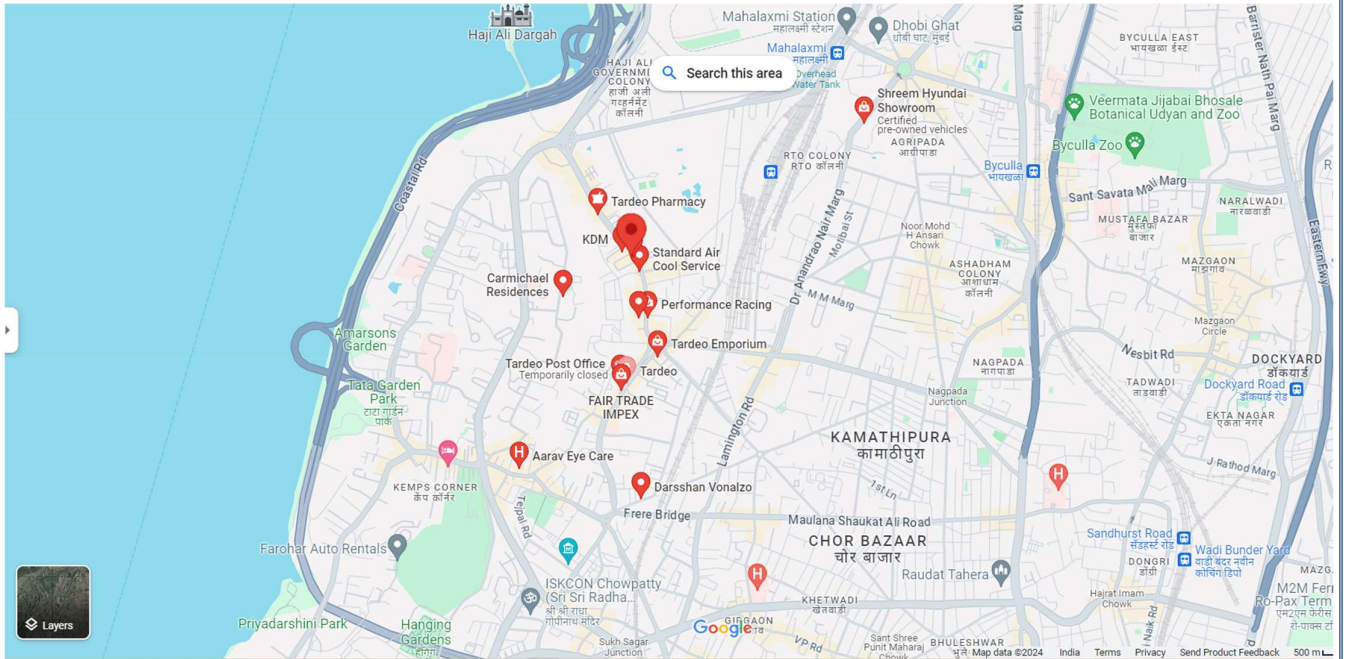 Haji Ali Dargah
Mahalaxmi Station
महालक्ष्मी स्टेशन
Dhobi Ghat
धोबी घाट, मुंबई
Mahalaxmi
महालक्ष्मी
Marg
BYCULLA EAST
भायखळा ईस्ट
Barrister Nath Pai Marg
HAJI ALI
GOVERNME
COLONY
हाजी अली
गव्हर्नमेंट
कॉलनी
Search this area
Overhead
Water Tank
Shreem Hyundai
Showroom
Certified
pre-owned vehicles
AGRIPADA
आग्रीपाडा
Veermata Jijabai Bhosale
Botanical Udyan and Zoo
Byculla Zoo
RTO COLONY
RTO कॉलनी
Byculla
भायखळा
Sant Savata Mali Marg
Coastal Rd
Tardeo Pharmacy
KDM
Standard Air
Cool Service
Dr Anandrao Nair Marg
Motibai St
Noor Mohd
H Ansari
Chowk
MUSTAFA BAZAR
मुस्तफा
बाजार
NARALWADI
नारळवाडी
Eastern Fwy
MAZGAON
माझगाव
ASHADHAM
COLONY
आशाधाम
कॉलनी
Carmichael
Residences
M M Marg
Performance Racing
Mazgaon
Circle
Amarsons
Garden
Tardeo Emporium
Nesbit Rd
DOCKYARD
डॉकयार्ड
Tardeo Post Office
Temporarily closed
Tardeo
NAGPADA
नागपाडा
Nagpada
Junction
TADWADI
ताडवाडी
Dockyard Road
डॉकयार्ड रोड
Tata Garden
Park
टाटा गार्डन
पार्क
FAIR TRADE
IMPEX
Lamington Rd
EKTA NAGAR
एकता नगर
KAMATHIPURA
कामाठीपुरा
Aarav Eye Care
J Rathod Marg
KEMPS CORNER
केंप कॉर्नर
Darsshan Vonalzo
1st Ln
Tejpal Rd
Frere Bridge
Maulana Shaukat Ali Road
CHOR BAZAAR
चोर बाजार
Sandhurst Road
सँडहर्स्ट रोड
Wadi Bunder Yard
वाडी बंदर नवीन
कोचिंग डिपो
Farohar Auto Rentals
DONGRI
डोंगरी
MAZG
ISKCON Chowpatty
(Sri Sri Radha...
श्री श्री राधा
गोपीनाथ मंदिर
Raudat Tahera
M2M Ferr
Ro-Pax Term
Hajrat Imam
Chowk
KHETWADI
खेतवाडी
Layers
Priyadarshini Park
Hanging
Gardens
Google
GIRGAON
VP Rd
Sukh Sagar
Junction
Sant Shree
Punit Maharaj
Chowk
BHULESHWAR
Naik Rd
Map data ©2024
India
Terms
Privacy
Send Product Feedback
500 m